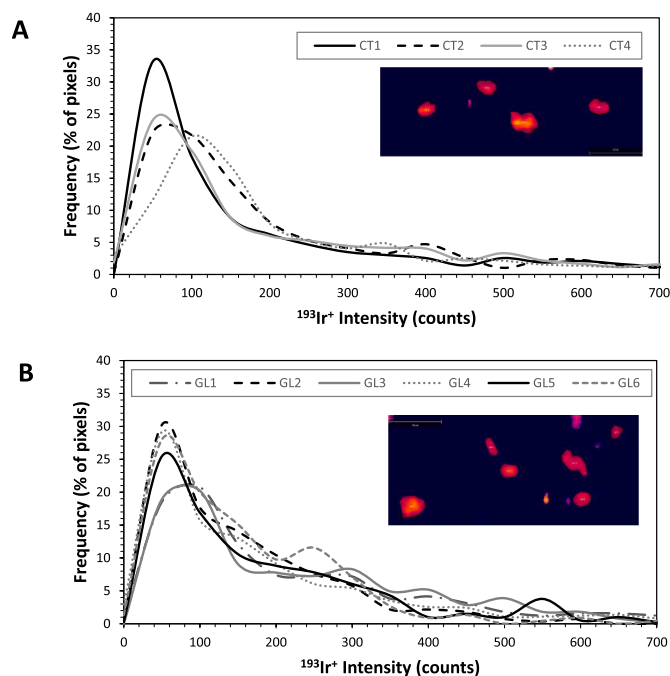 A
40
35
30
25
20
15
10
5
0
Frequency (% of pixels)
CT1 CT2 CT3 CT4
0 100 200 300 400 500 600 700
¹⁹³Ir⁺ Intensity (counts)
B
40
35
30
25
20
15
10
5
0
Frequency (% of pixels)
GL1 GL2 GL3 GL4 GL5 GL6
0 100 200 300 400 500 600 700
¹⁹³Ir⁺ Intensity (counts)